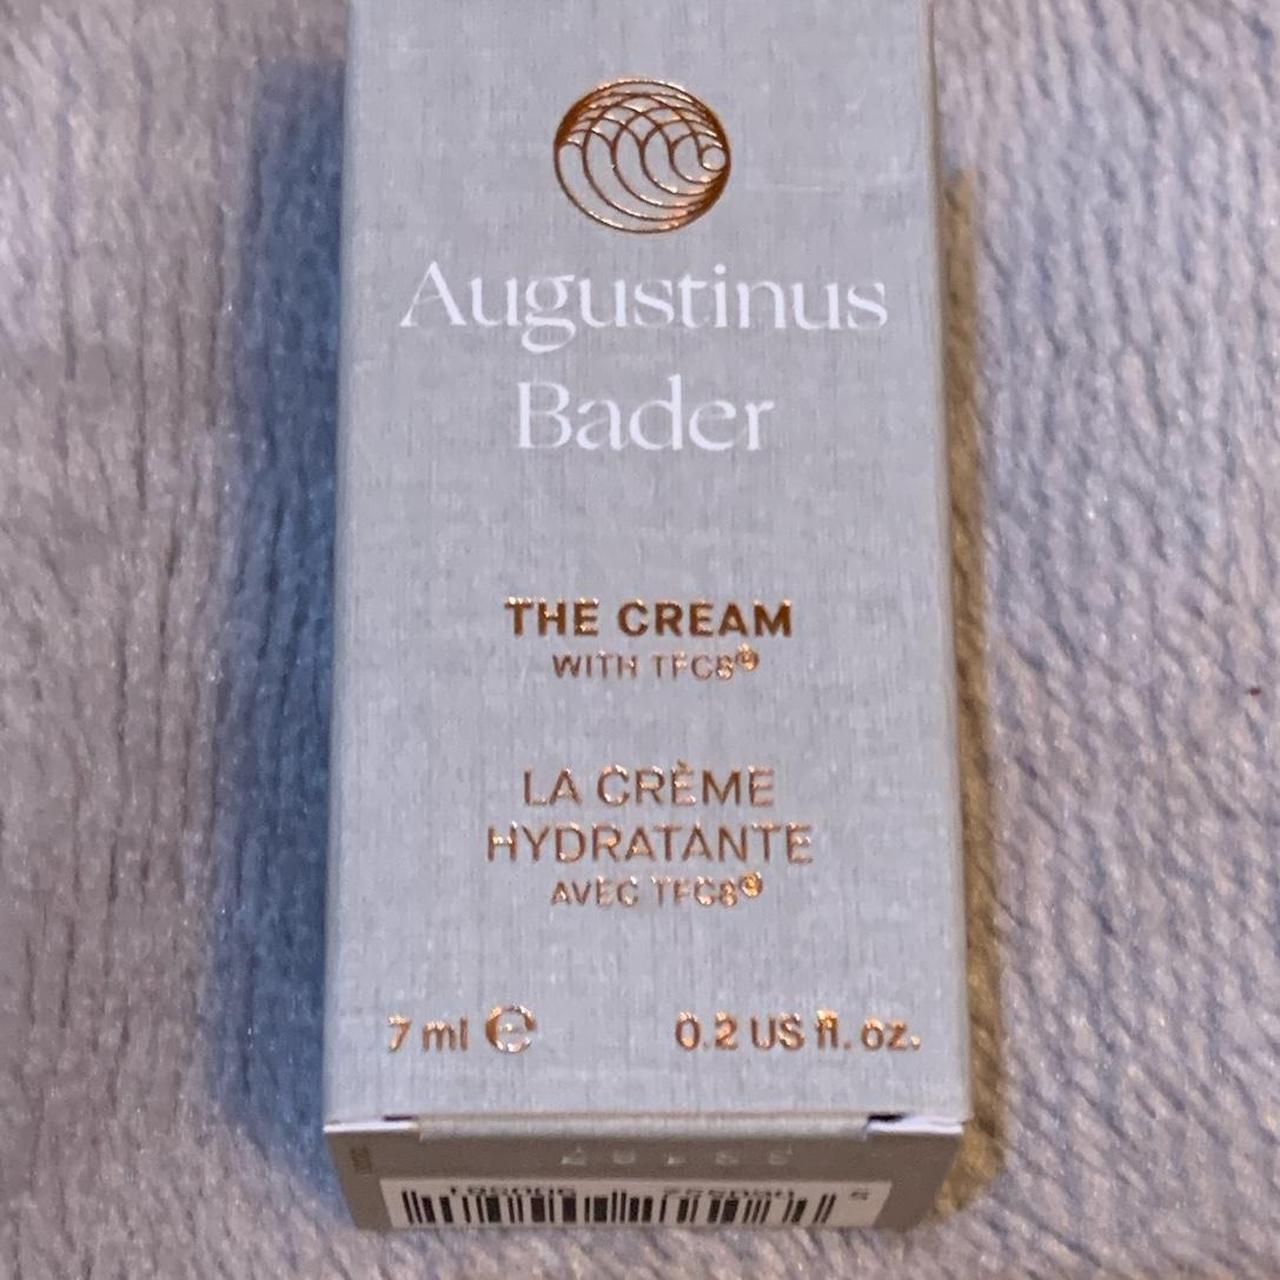 Augustinus
Bader
THE CREAM
WITH TFC8®
LA CRÈME
HYDRATANTE
AVEC TFC8®
7 ml ℮ 0.2 US fl. oz.